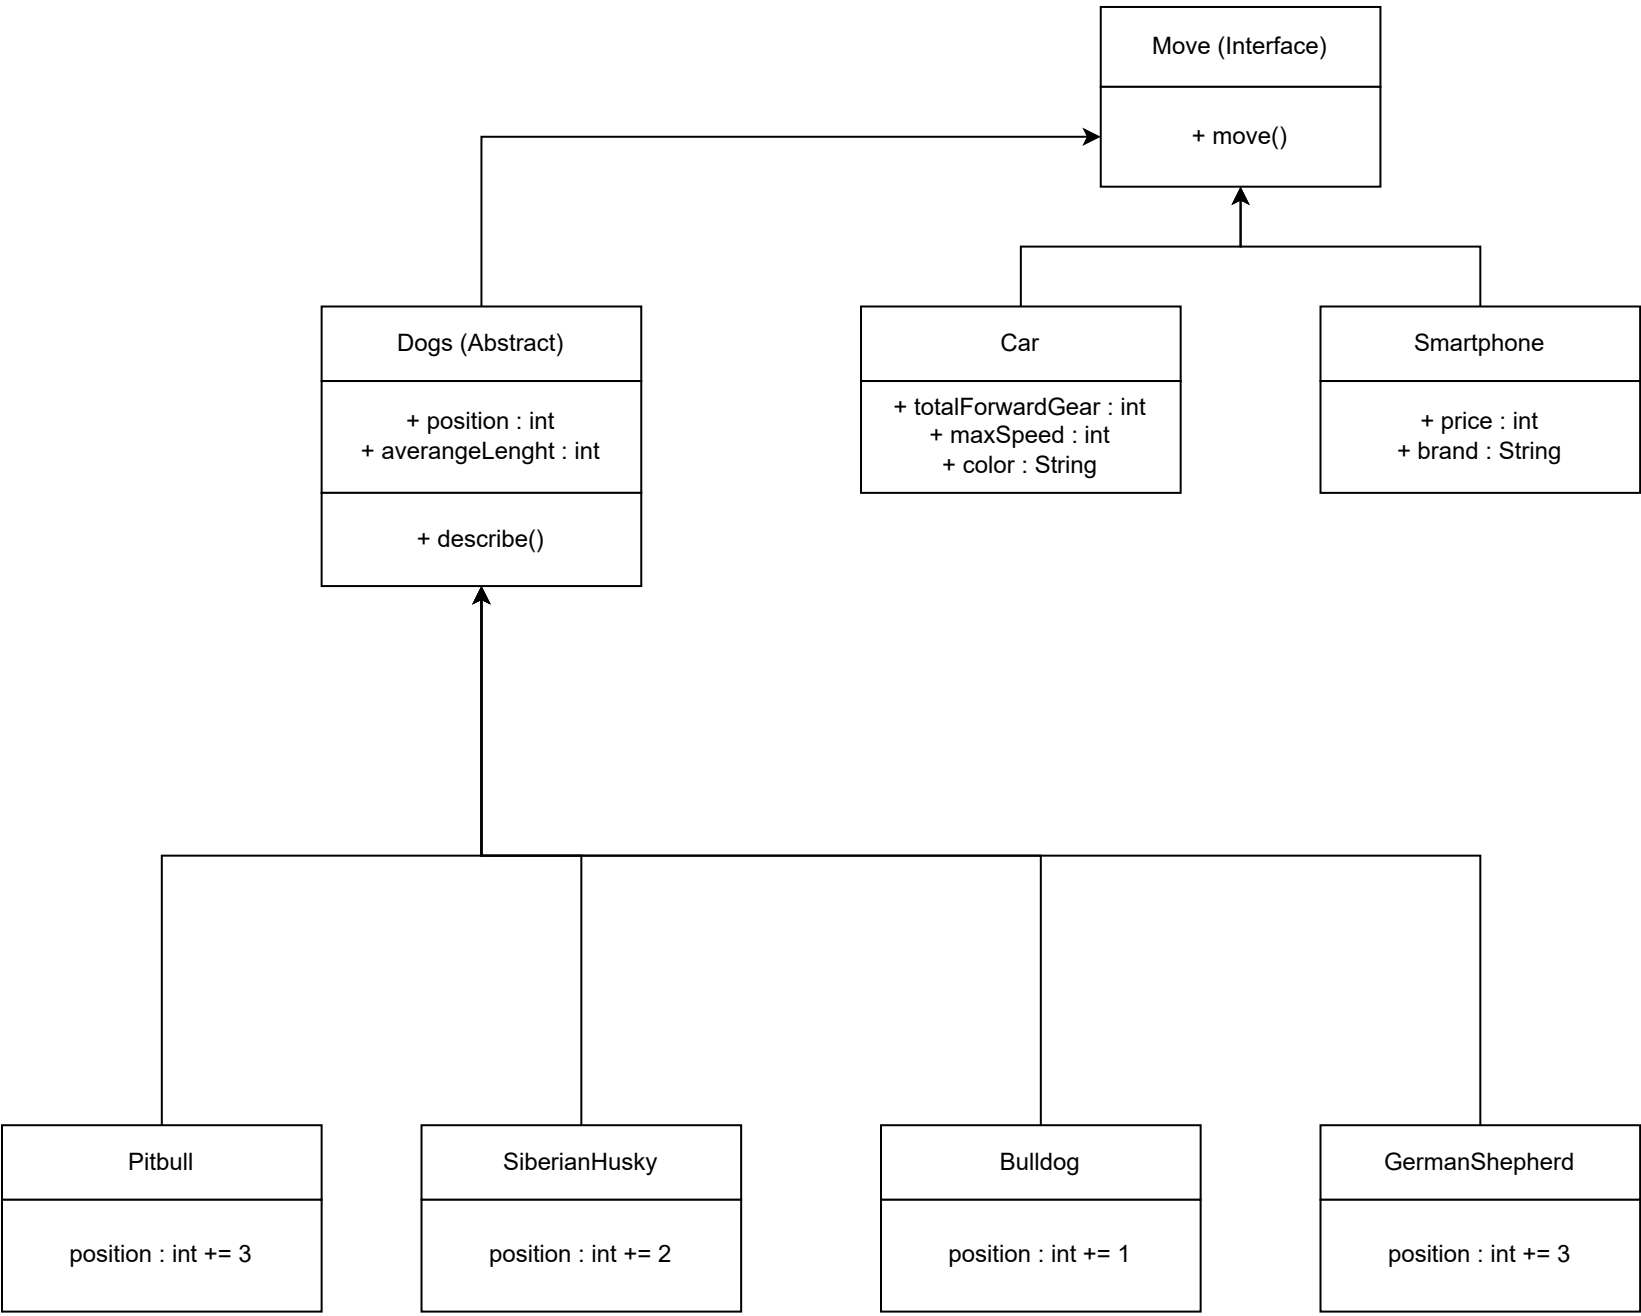 Move (Interface)
+ move()
Dogs (Abstract)
+ position : int
+ averangeLenght : int
+ describe()
Car
+ totalForwardGear : int
+ maxSpeed : int
+ color : String
Smartphone
+ price : int
+ brand : String
Pitbull
position : int += 3
SiberianHusky
position : int += 2
Bulldog
position : int += 1
GermanShepherd
position : int += 3